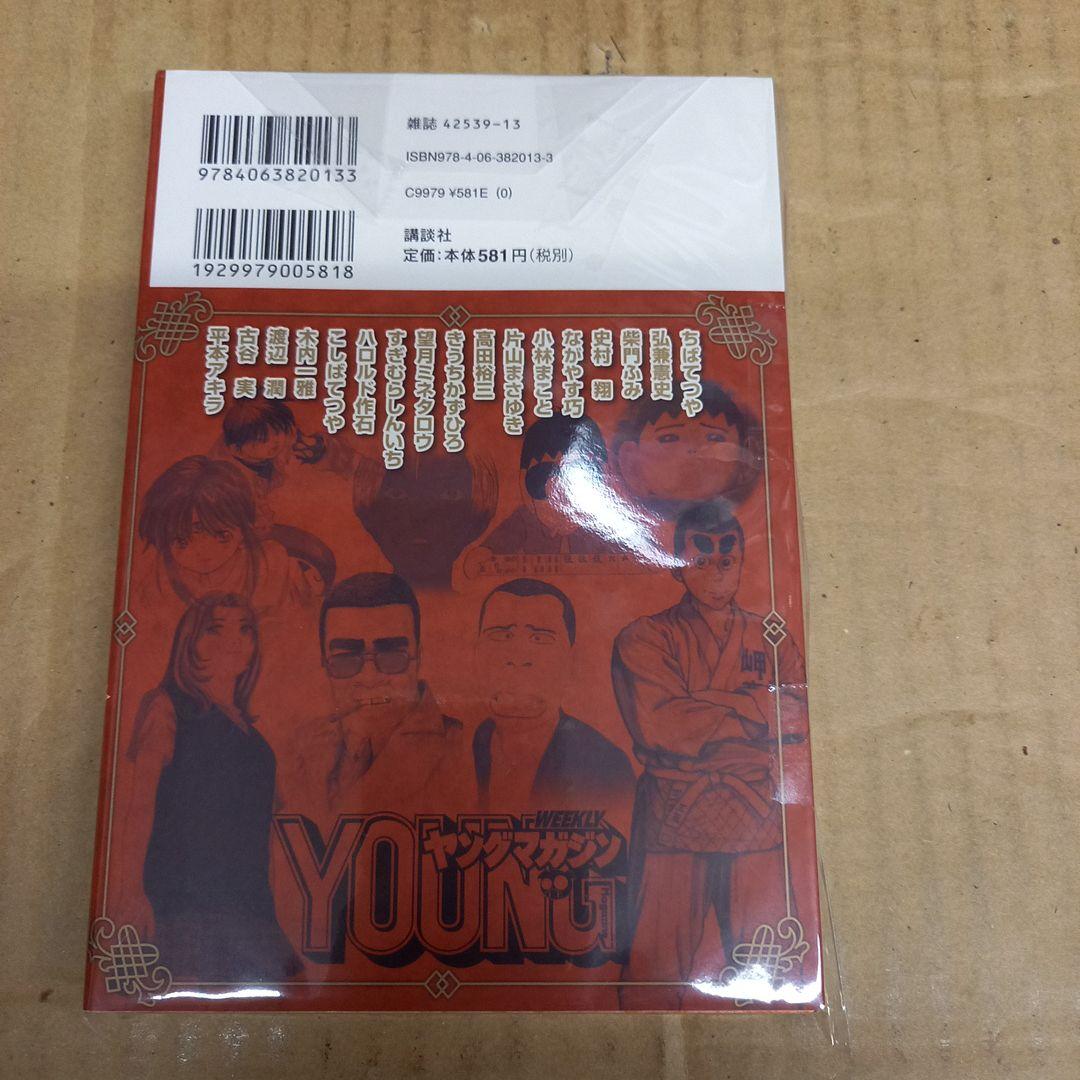 雑誌 42539-13
ISBN978-4-06-382013-3
9784063820133
C9979 ¥581E (0)
講談社
定価:本体581円(税別)
1929979005818
ちばてつや
弘兼憲史
柴門ふみ
史村 翔
ながやす巧
小林まこと
片山まさゆき
高田裕三
きうちかずひろ
望月ミネタロウ
すぎむらしんいち
ハロルド作石
こしばてつや
木内一雅
渡辺 潤
古谷 実
平本アキラ
岬
WEEKLY
ヤングマガジン
YOUNG
Magazine